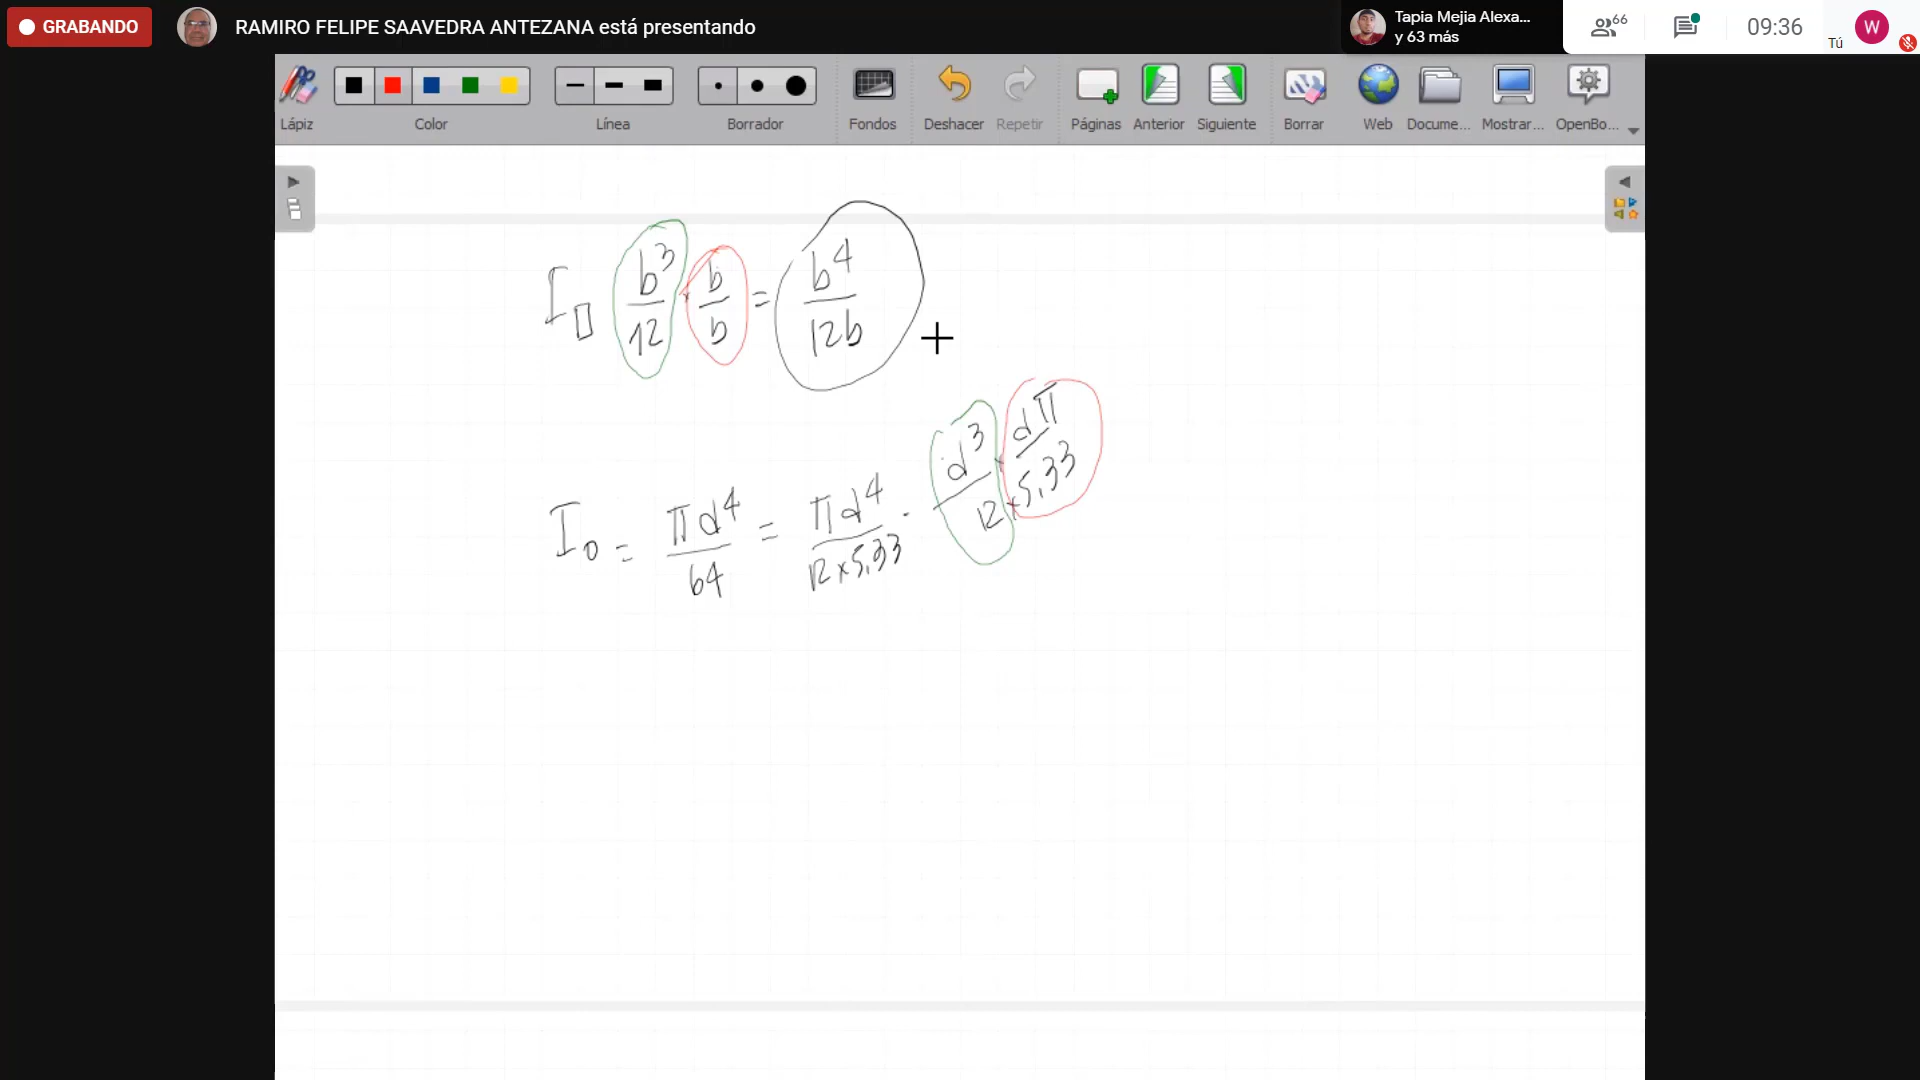 GRABANDO
RAMIRO FELIPE SAAVEDRA ANTEZANA está presentando
Tapia Mejia Alexa...
y 63 más
66
09:36
Tú
W
Lápiz
Color
Línea
Borrador
Fondos
Deshacer
Repetir
Páginas
Anterior
Siguiente
Borrar
Web
Docume...
Mostrar...
OpenBo...
I▯ b³/12 · b/b = b⁴/12b
I₀ = πd⁴/64 = πd⁴/12×5,33 · d³/12 × dπ/5,33